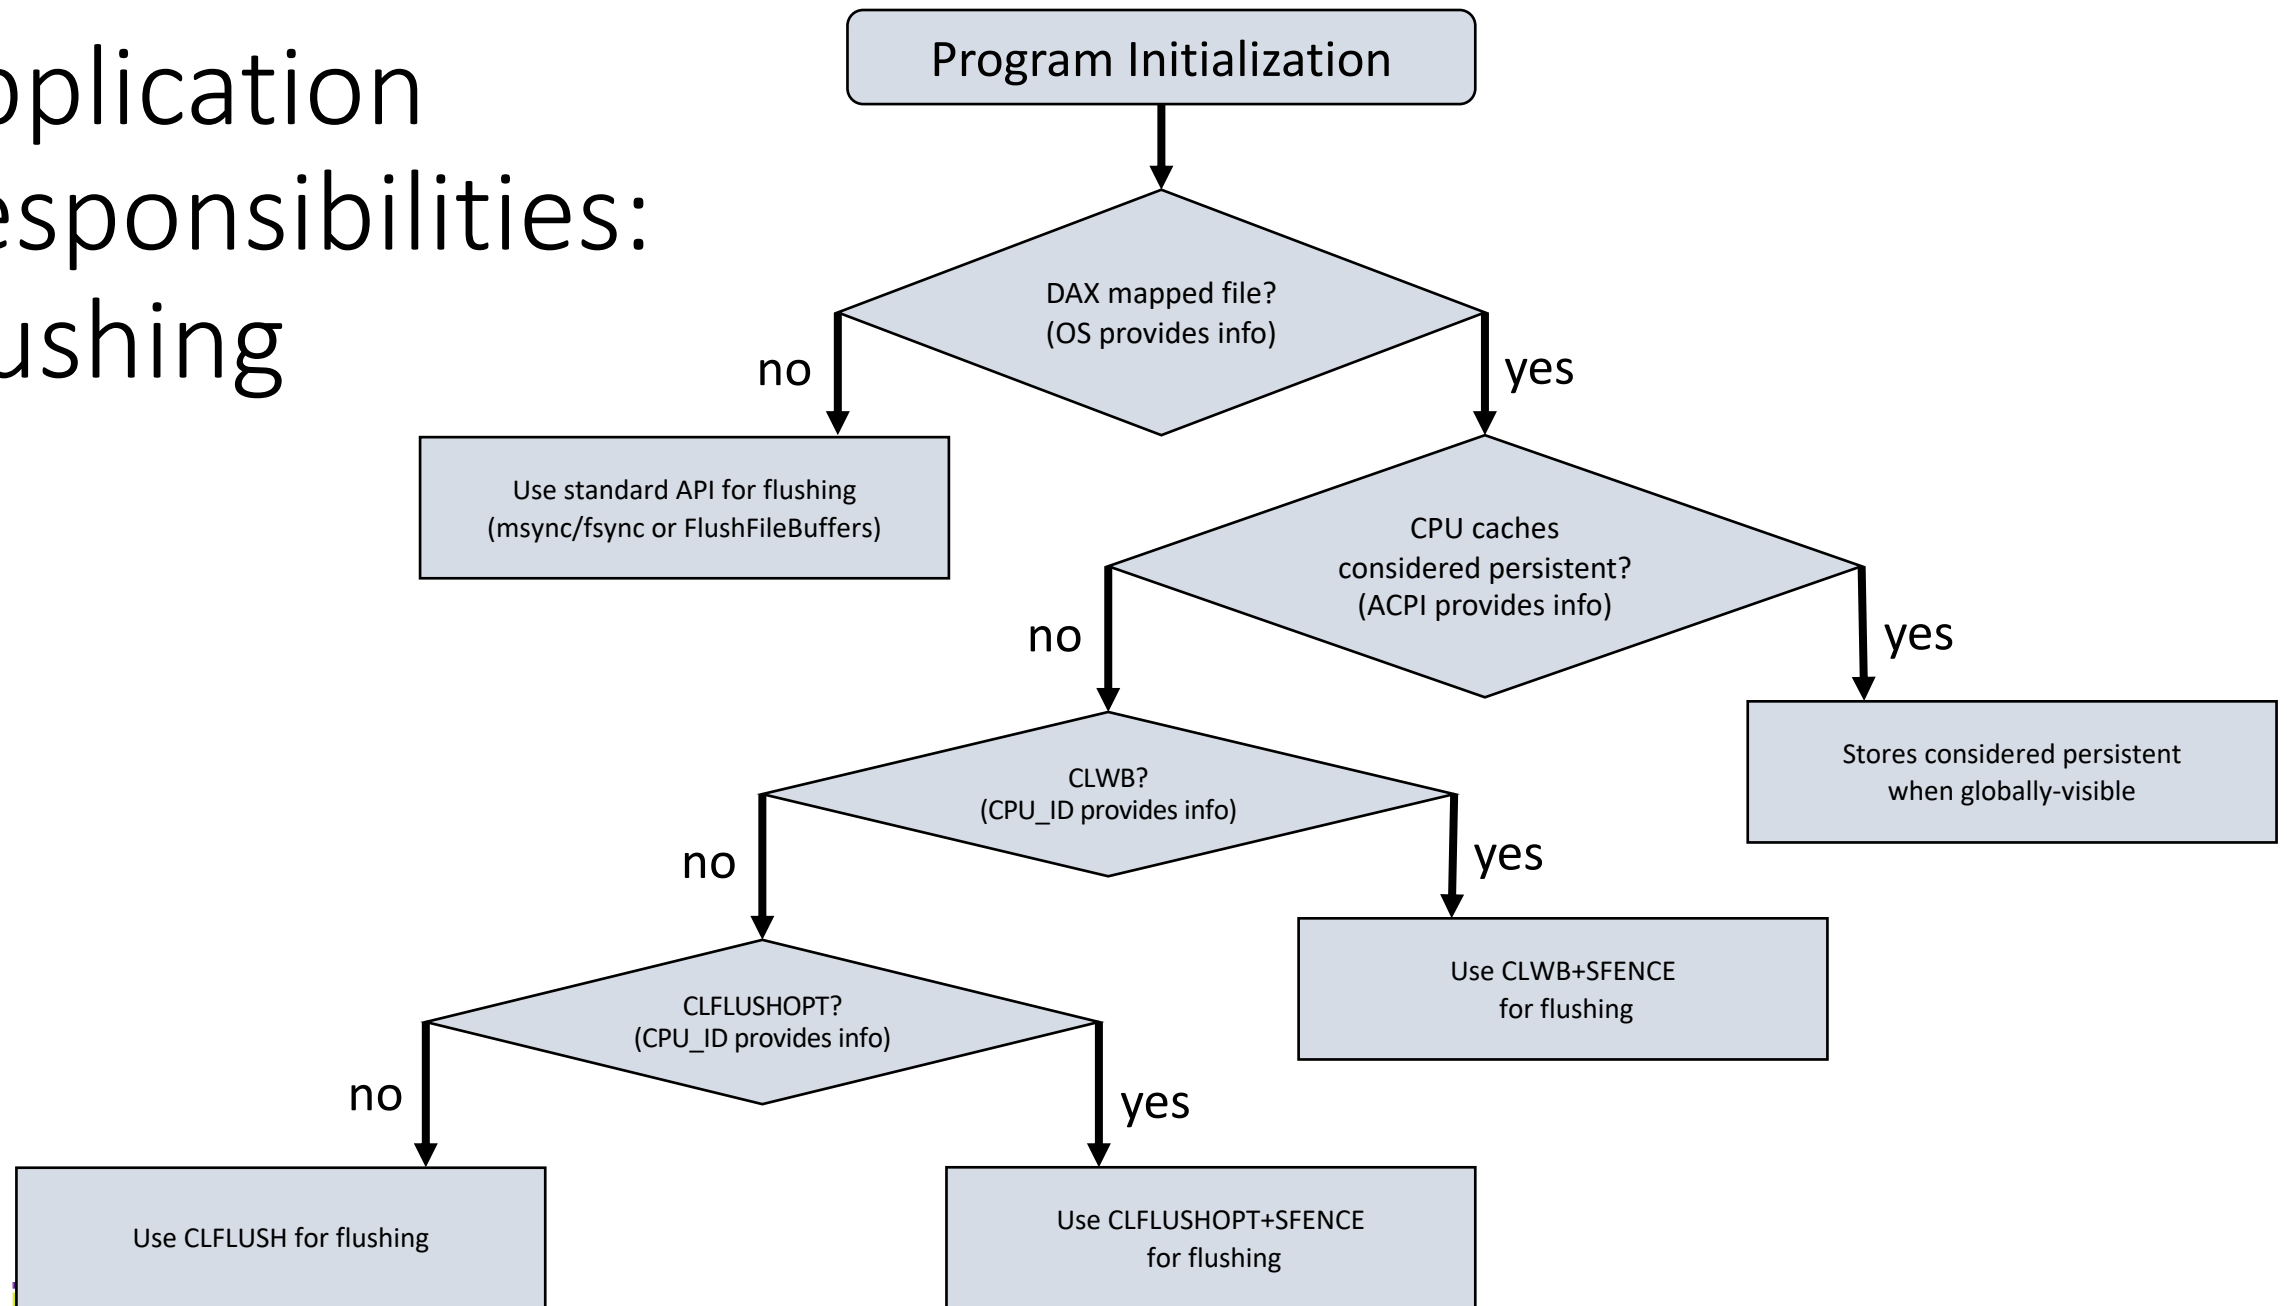 pplication
esponsibilities:
ushing
Program Initialization
DAX mapped file?
(OS provides info)
no
yes
Use standard API for flushing
(msync/fsync or FlushFileBuffers)
CPU caches
considered persistent?
(ACPI provides info)
no
yes
Stores considered persistent
when globally-visible
CLWB?
(CPU_ID provides info)
no
yes
Use CLWB+SFENCE
for flushing
CLFLUSHOPT?
(CPU_ID provides info)
no
yes
Use CLFLUSH for flushing
Use CLFLUSHOPT+SFENCE
for flushing